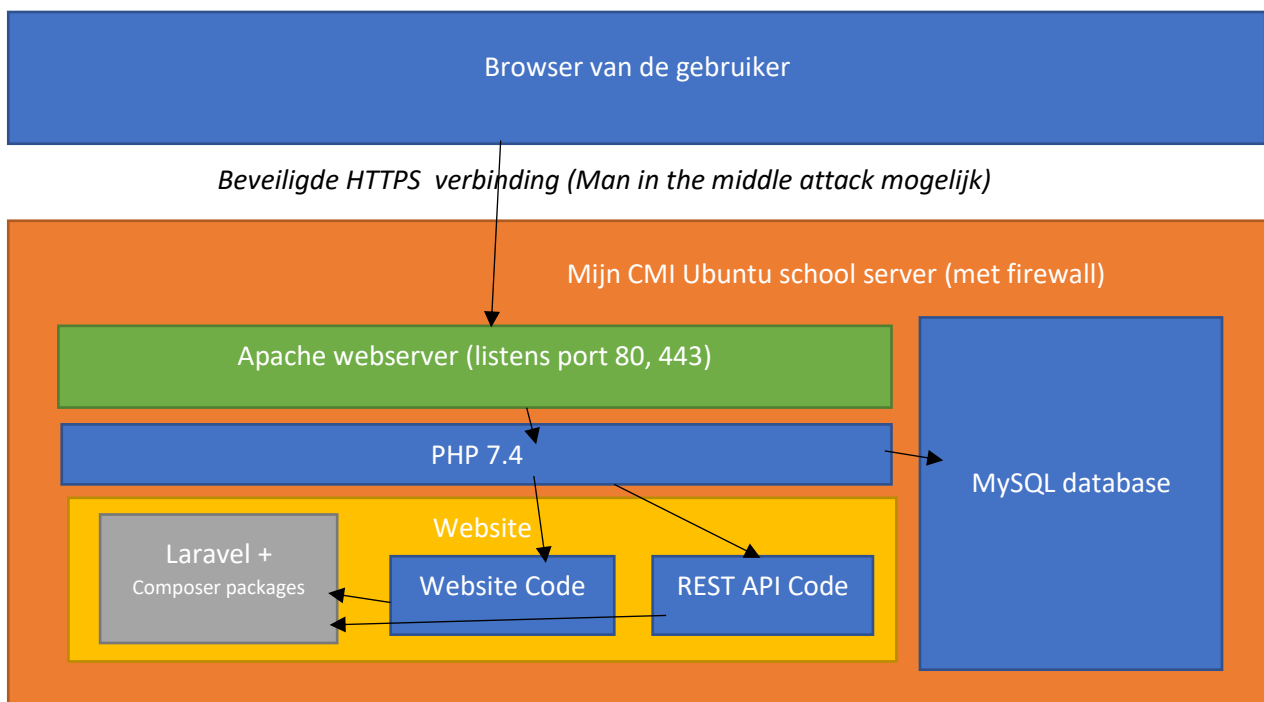 Browser van de gebruiker
Beveiligde HTTPS  verbinding (Man in the middle attack mogelijk)
Mijn CMI Ubuntu school server (met firewall)
Apache webserver (listens port 80, 443)
PHP 7.4
MySQL database
Website
Laravel +
Composer packages
Website Code
REST API Code